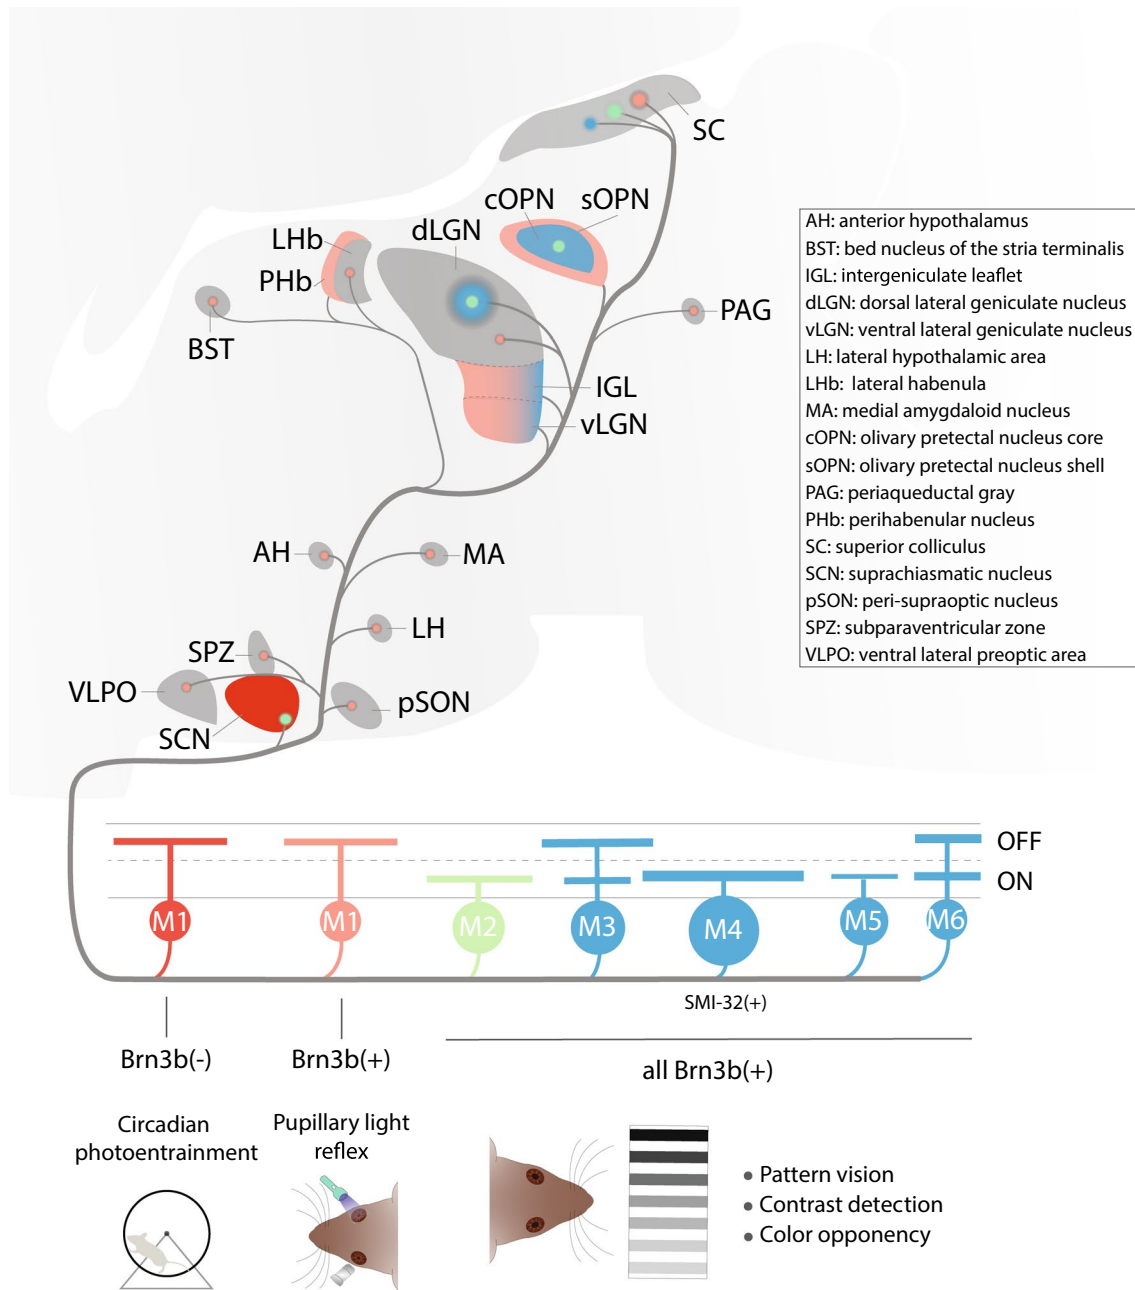 SC
cOPN sOPN
LHb
dLGN
PHb
PAG
BST
IGL
vLGN
AH
MA
LH
SPZ
VLPO
pSON
SCN
AH: anterior hypothalamus
BST: bed nucleus of the stria terminalis
IGL: intergeniculate leaflet
dLGN: dorsal lateral geniculate nucleus
vLGN: ventral lateral geniculate nucleus
LH: lateral hypothalamic area
LHb: lateral habenula
MA: medial amygdaloid nucleus
cOPN: olivary pretectal nucleus core
sOPN: olivary pretectal nucleus shell
PAG: periaqueductal gray
PHb: perihabenular nucleus
SC: superior colliculus
SCN: suprachiasmatic nucleus
pSON: peri-supraoptic nucleus
SPZ: subparaventricular zone
VLPO: ventral lateral preoptic area
OFF
ON
M1 M1 M2 M3 M4 M5 M6
SMI-32(+)
Brn3b(-) Brn3b(+)
all Brn3b(+)
Circadian
photoentrainment
Pupillary light
reflex
• Pattern vision
• Contrast detection
• Color opponency